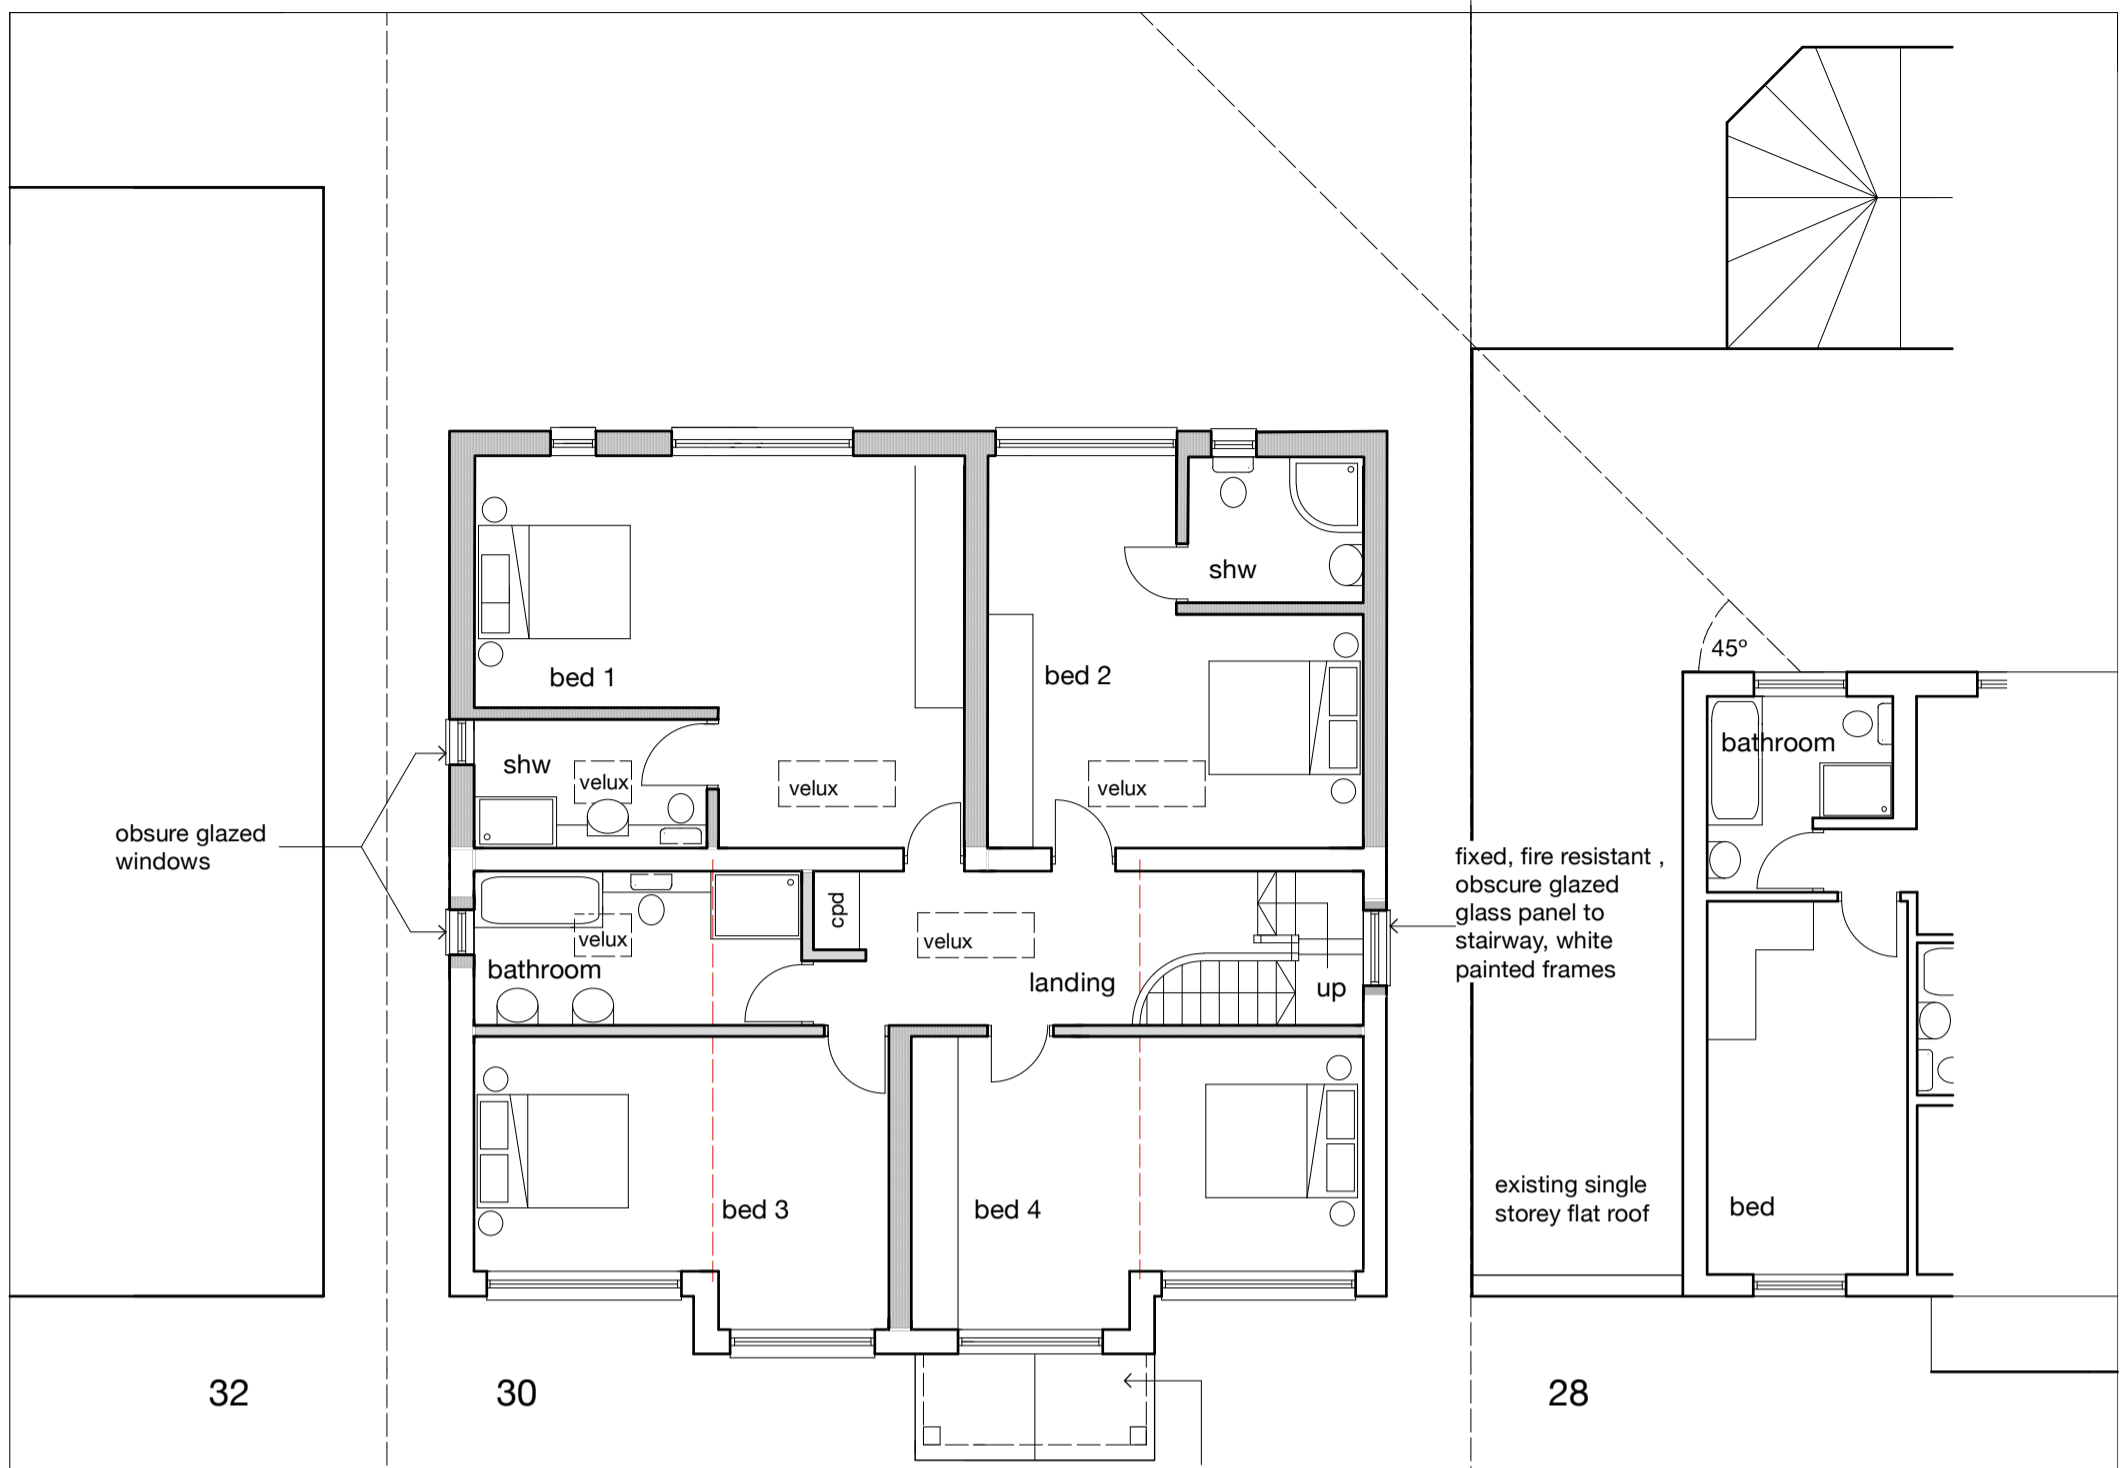 45º
bed 1
bed 2
shw
shw
velux
velux
velux
bathroom
obsure glazed
windows
fixed, fire resistant ,
obscure glazed
glass panel to
stairway, white
painted frames
cpd
velux
velux
bathroom
landing
up
bed 3
bed 4
existing single
storey flat roof
bed
32
30
28